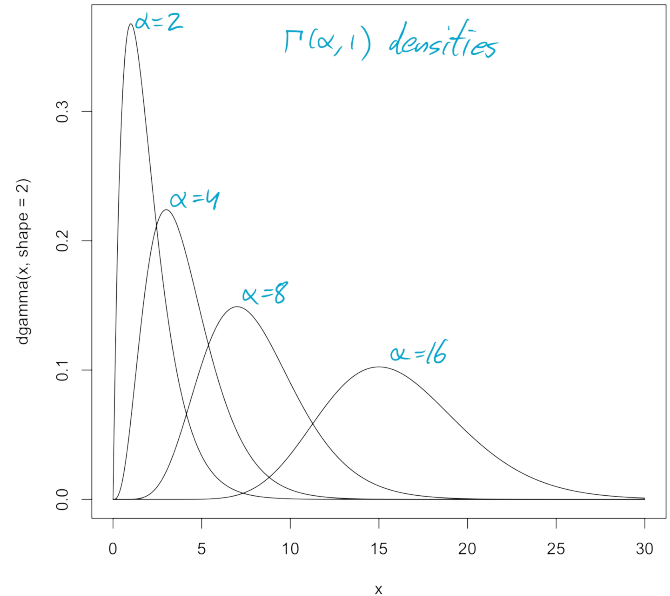 α=2
Γ(α,1) densities
α=4
α=8
α=16
dgamma(x, shape = 2)
0.3
0.2
0.1
0.0
0 5 10 15 20 25 30
x